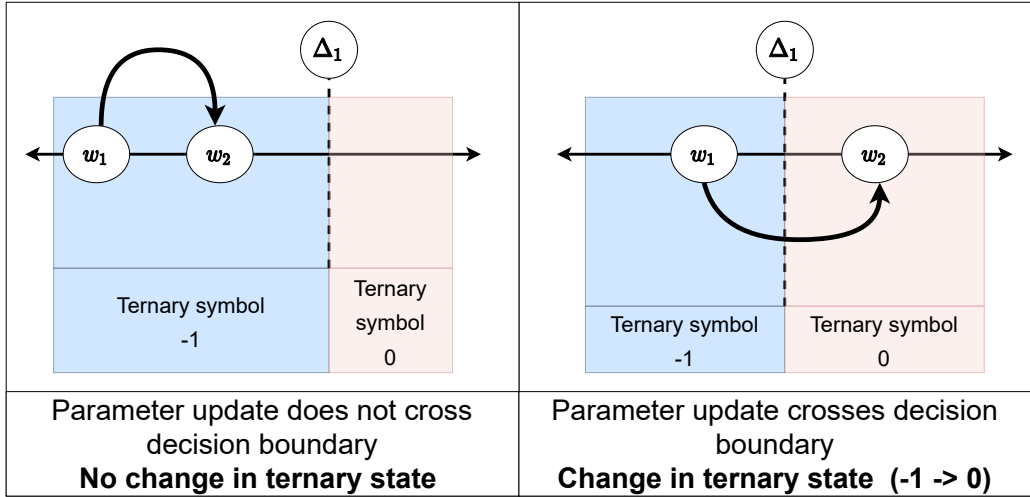 Δ₁
w₁
w₂
Ternary symbol
-1
Ternary
symbol
0
Parameter update does not cross
decision boundary
No change in ternary state
Δ₁
w₁
w₂
Ternary symbol
-1
Ternary symbol
0
Parameter update crosses decision
boundary
Change in ternary state (-1 -> 0)